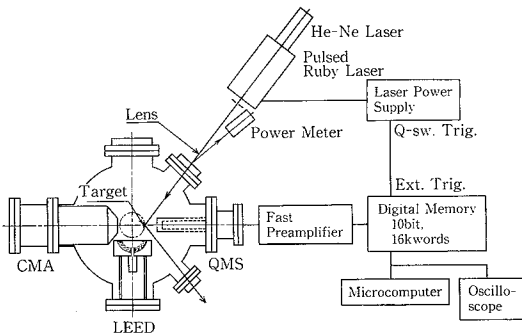 He-Ne Laser
Pulsed
Ruby Laser
Laser Power
Supply
Lens
Power Meter
Q-sw. Trig.
Target
Ext. Trig.
Fast
Preamplifier
Digital Memory
10bit,
16kwords
CMA
QMS
LEED
Microcomputer
Oscillo-
scope